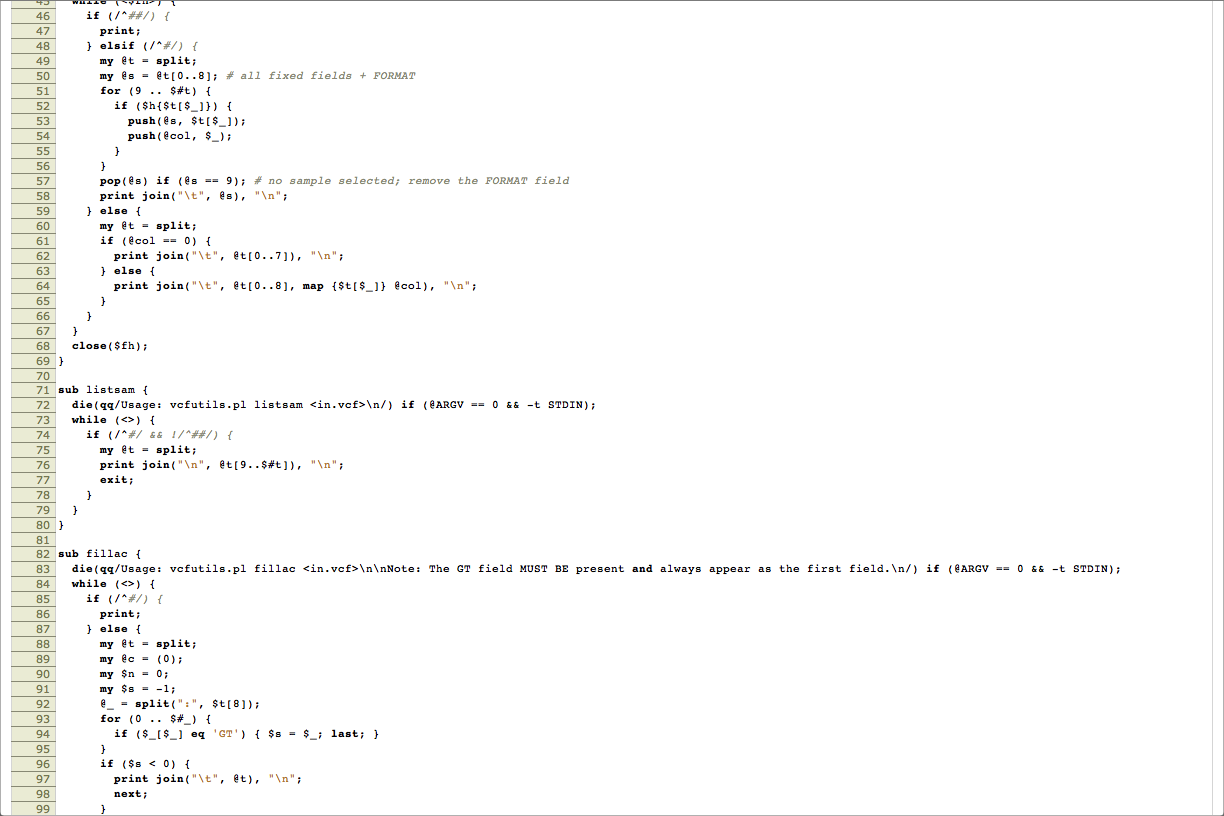 45   while (<$fh>) {
46     if (/^##/) {
47       print;
48     } elsif (/^#/) {
49       my @t = split;
50       my @s = @t[0..8]; # all fixed fields + FORMAT
51       for (9 .. $#t) {
52         if ($h{$t[$_]}) {
53           push(@s, $t[$_]);
54           push(@col, $_);
55         }
56       }
57       pop(@s) if (@s == 9); # no sample selected; remove the FORMAT field
58       print join("\t", @s), "\n";
59     } else {
60       my @t = split;
61       if (@col == 0) {
62         print join("\t", @t[0..7]), "\n";
63       } else {
64         print join("\t", @t[0..8], map {$t[$_]} @col), "\n";
65       }
66     }
67   }
68   close($fh);
69 }
70
71 sub listsam {
72   die(qq/Usage: vcfutils.pl listsam <in.vcf>\n/) if (@ARGV == 0 && -t STDIN);
73   while (<>) {
74     if (/^#/ && !/^##/) {
75       my @t = split;
76       print join("\n", @t[9..$#t]), "\n";
77       exit;
78     }
79   }
80 }
81
82 sub fillac {
83   die(qq/Usage: vcfutils.pl fillac <in.vcf>\n\nNote: The GT field MUST BE present and always appear as the first field.\n/) if (@ARGV == 0 && -t STDIN);
84   while (<>) {
85     if (/^#/) {
86       print;
87     } else {
88       my @t = split;
89       my @c = (0);
90       my $n = 0;
91       my $s = -1;
92       @_ = split(":", $t[8]);
93       for (0 .. $#_) {
94         if ($_[$_] eq 'GT') { $s = $_; last; }
95       }
96       if ($s < 0) {
97         print join("\t", @t), "\n";
98         next;
99       }